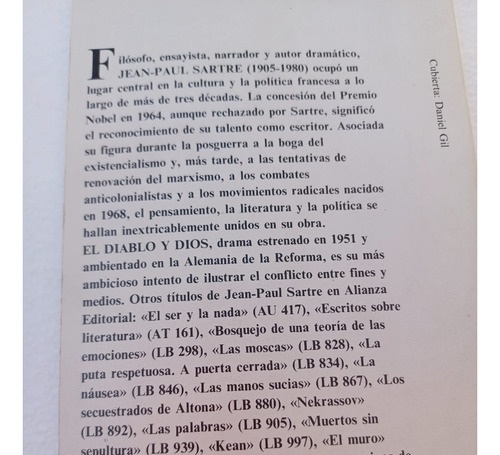 Filósofo, ensayista, narrador y autor dramático,
JEAN-PAUL SARTRE (1905-1980) ocupó un
lugar central en la cultura y la política francesa a lo
largo de más de tres décadas. La concesión del Premio
Nobel en 1964, aunque rechazado por Sartre, significó
el reconocimiento de su talento como escritor. Asociada
su figura durante la posguerra a la boga del
existencialismo y, más tarde, a las tentativas de
renovación del marxismo, a los combates
anticolonialistas y a los movimientos radicales nacidos
en 1968, el pensamiento, la literatura y la política se
hallan inextricablemente unidos en su obra.
EL DIABLO Y DIOS, drama estrenado en 1951 y
ambientado en la Alemania de la Reforma, es su más
ambicioso intento de ilustrar el conflicto entre fines y
medios. Otros títulos de Jean-Paul Sartre en Alianza
Editorial: «El ser y la nada» (AU 417), «Escritos sobre
literatura» (AT 161), «Bosquejo de una teoría de las
emociones» (LB 298), «Las moscas» (LB 828), «La
puta respetuosa. A puerta cerrada» (LB 834), «La
náusea» (LB 846), «Las manos sucias» (LB 867), «Los
secuestrados de Altona» (LB 880), «Nekrassov»
(LB 892), «Las palabras» (LB 905), «Muertos sin
sepultura» (LB 939), «Kean» (LB 997), «El muro»
Cubierta: Daniel Gil